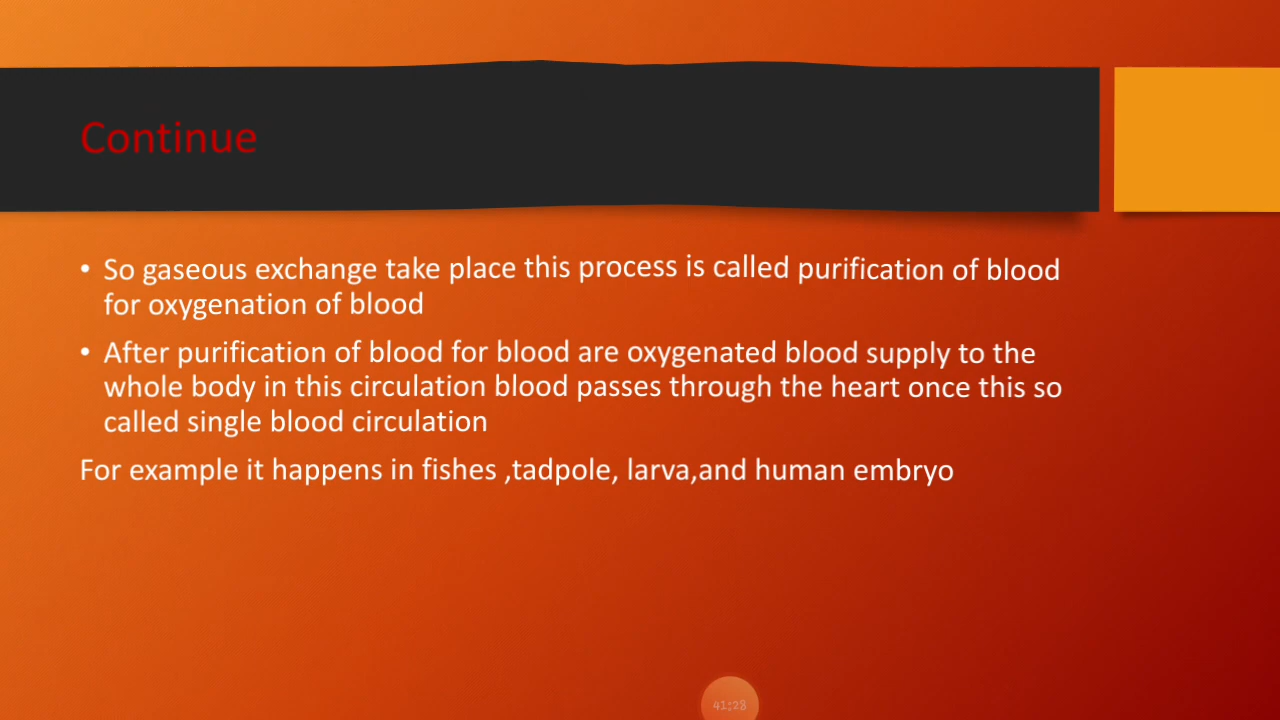 Continue
• So gaseous exchange take place this process is called purification of blood
for oxygenation of blood
• After purification of blood for blood are oxygenated blood supply to the
whole body in this circulation blood passes through the heart once this so
called single blood circulation
For example it happens in fishes ,tadpole, larva,and human embryo
41:28